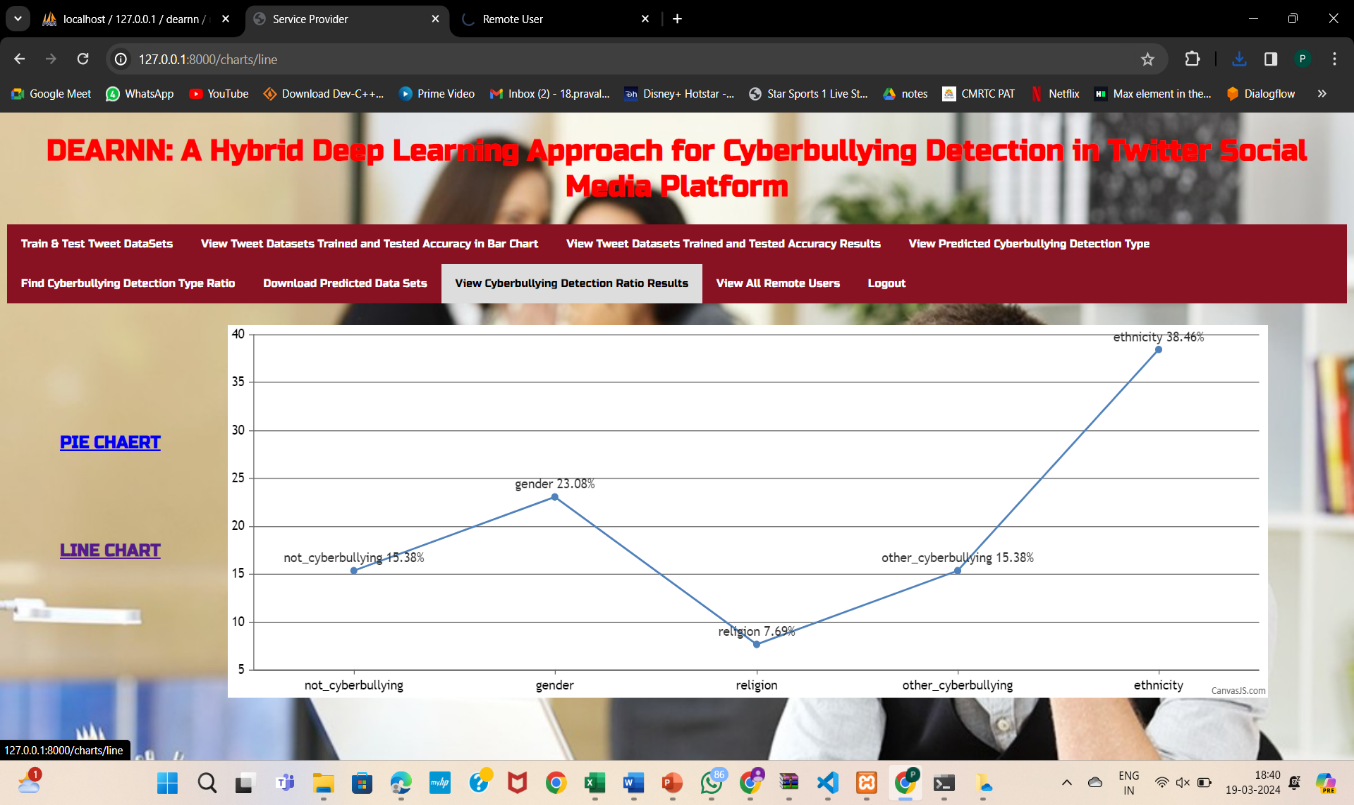 localhost / 127.0.0.1 / dearnn /
Service Provider
Remote User
127.0.0.1:8000/charts/line
P
Google Meet
WhatsApp
YouTube
Download Dev-C++...
Prime Video
Inbox (2) - 18.praval...
Disney+ Hotstar -...
Star Sports 1 Live St...
notes
CMRTC PAT
Netflix
Max element in the...
Dialogflow
DEARNN: A Hybrid Deep Learning Approach for Cyberbullying Detection in Twitter Social
Media Platform
Train & Test Tweet DataSets
View Tweet Datasets Trained and Tested Accuracy in Bar Chart
View Tweet Datasets Trained and Tested Accuracy Results
View Predicted Cyberbullying Detection Type
Find Cyberbullying Detection Type Ratio
Download Predicted Data Sets
View Cyberbullying Detection Ratio Results
View All Remote Users
Logout
PIE CHAERT
LINE CHART
40
35
30
25
20
15
10
5
not_cyberbullying 15.38%
gender 23.08%
religion 7.69%
other_cyberbullying 15.38%
ethnicity 38.46%
not_cyberbullying
gender
religion
other_cyberbullying
ethnicity
CanvasJS.com
127.0.0.1:8000/charts/line
1
86
P
ENG
IN
18:40
19-03-2024
PRE